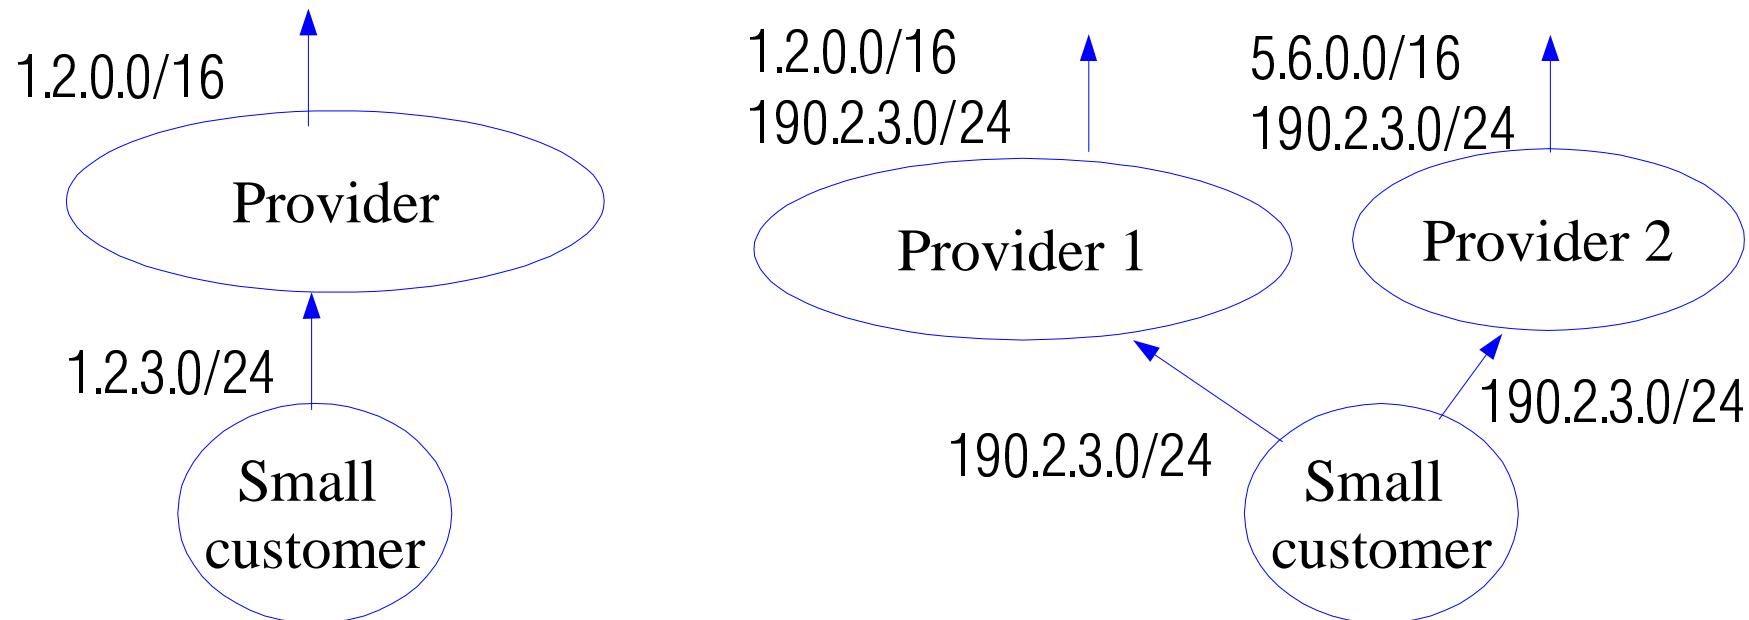 1.2.0.0/16
Provider
1.2.3.0/24
Small
customer
1.2.0.0/16
190.2.3.0/24
5.6.0.0/16
190.2.3.0/24
Provider 1
Provider 2
190.2.3.0/24
190.2.3.0/24
Small
customer